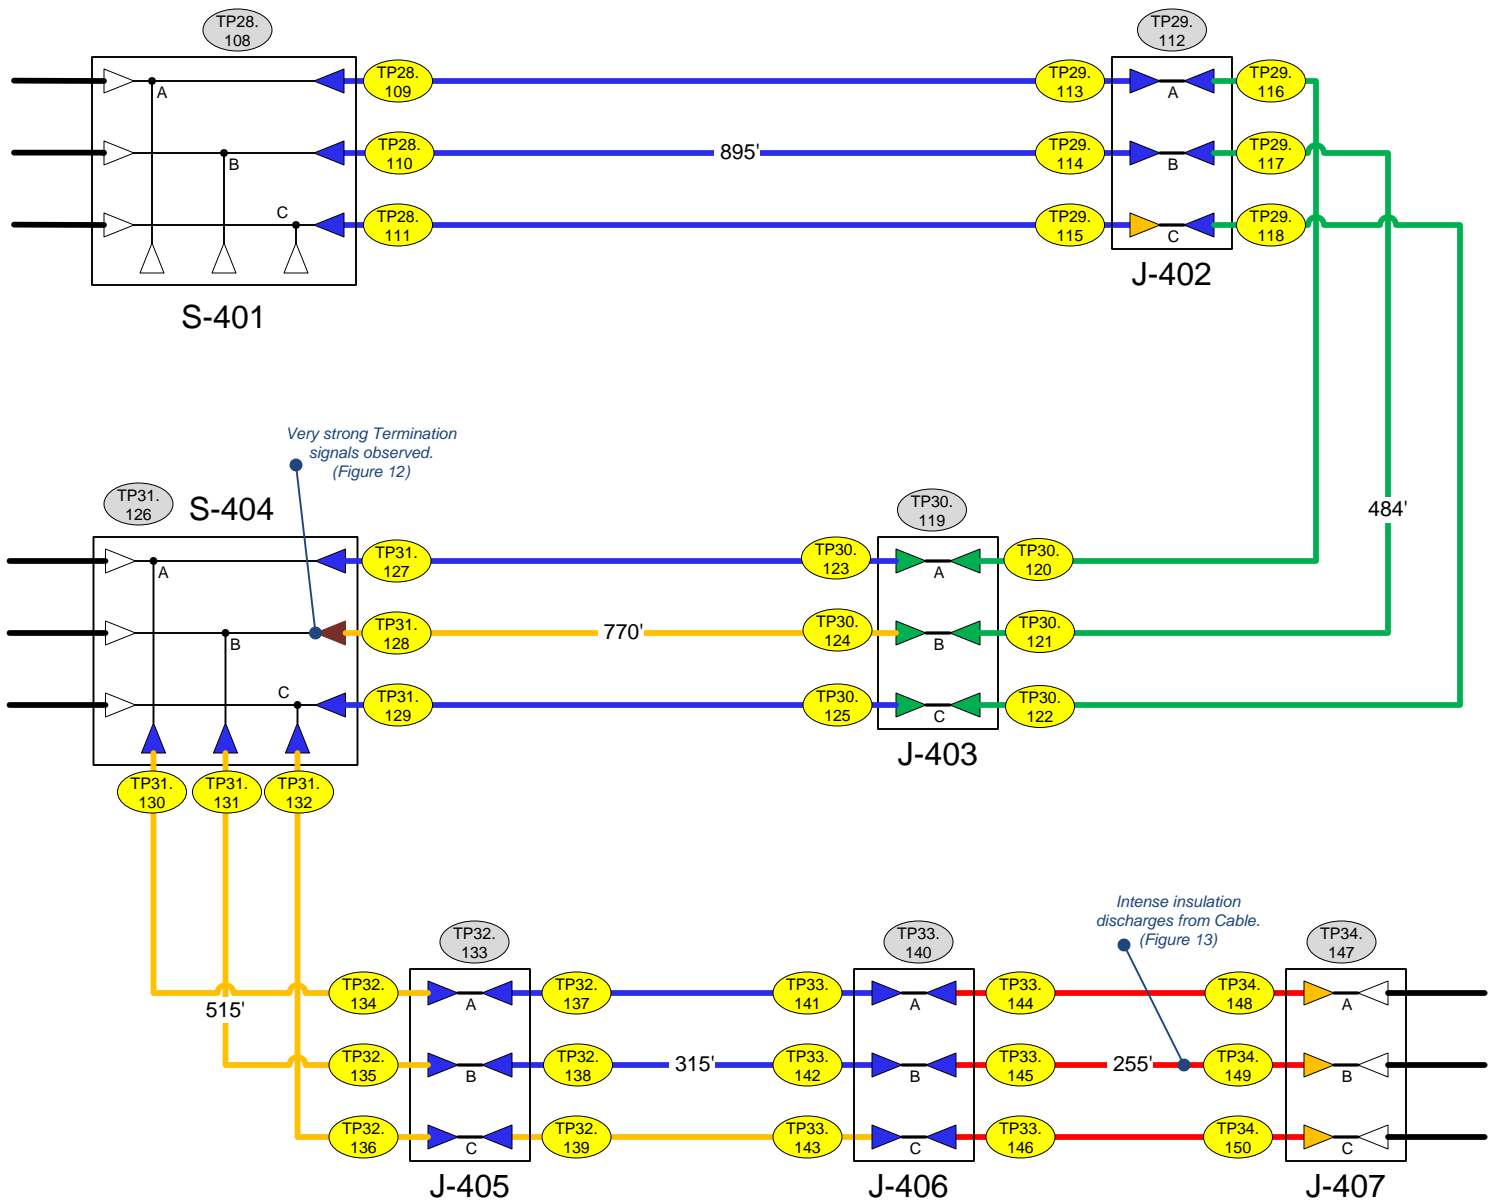 TP28.
108
TP29.
112
TP28.
109
TP29.
113
TP29.
116
A
A
TP28.
110
895'
TP29.
114
TP29.
117
B
B
TP28.
111
TP29.
115
TP29.
118
C
C
S-401
J-402
Very strong Termination
signals observed.
(Figure 12)
TP31.
126
S-404
TP30.
119
484'
TP31.
127
TP30.
123
TP30.
120
A
A
TP31.
128
770'
TP30.
124
TP30.
121
B
B
TP31.
129
TP30.
125
TP30.
122
C
C
J-403
TP31.
130
TP31.
131
TP31.
132
Intense insulation
discharges from Cable.
(Figure 13)
TP32.
133
TP33.
140
TP34.
147
TP32.
134
TP32.
137
TP33.
141
TP33.
144
TP34.
148
A
A
A
515'
TP32.
135
TP32.
138
315'
TP33.
142
TP33.
145
255'
TP34.
149
B
B
B
TP32.
136
TP32.
139
TP33.
143
TP33.
146
TP34.
150
C
C
C
J-405
J-406
J-407